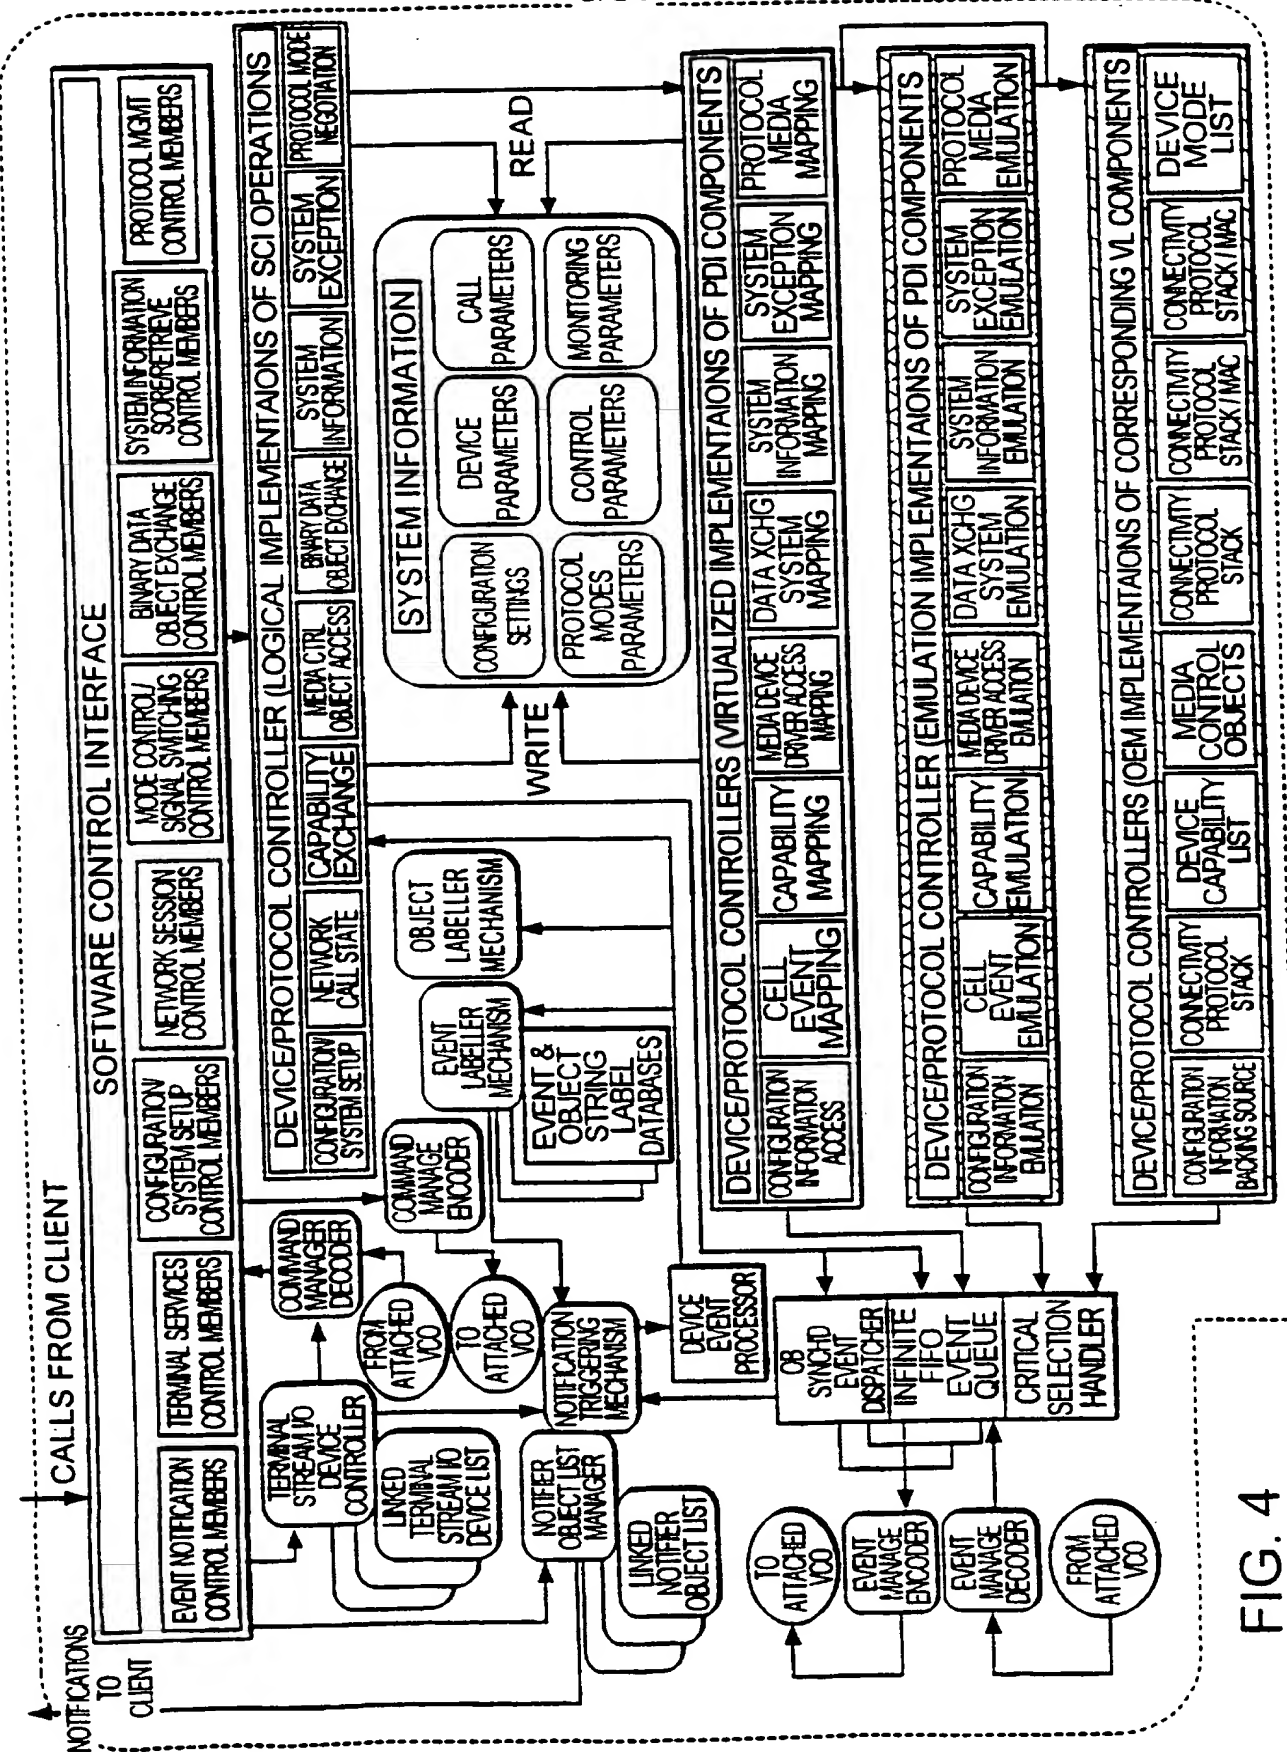 CALLS FROM CLIENT
NOTIFICATIONS
TO
CLIENT
SOFTWARE CONTROL INTERFACE
EVENT NOTIFICATION
CONTROL MEMBERS
TERMINAL SERVICES
CONTROL MEMBERS
CONFIGURATION/
SYSTEM SETUP
CONTROL MEMBERS
NETWORK SESSION
CONTROL MEMBERS
MODE CONTROL/
SIGNAL SWITCHING
CONTROL MEMBERS
BINARY DATA
OBJECT EXCHANGE
CONTROL MEMBERS
SYSTEM INFORMATION
SCORE/RETRIEVE
CONTROL MEMBERS
PROTOCOL MGMT
CONTROL MEMBERS
DEVICE/PROTOCOL CONTROLLER (LOGICAL IMPLEMENTAIONS OF SCI OPERATIONS
CONFIGURATION/
SYSTEM SETUP
NETWORK
CALL STATE
CAPABILITY
EXCHANGE
MEDIA CTRL
OBJECT ACCESS
BINARY DATA
OBJECT EXCHANGE
SYSTEM
INFORMATION
SYSTEM
EXCEPTION
PROTOCOL MODE
NEGOTIATION
TERMINAL
STREAM I/O
DEVICE
CONTROLLER
COMMAND
MANAGER
DECODER
COMMAND
MANAGE
ENCODER
LINKED
TERMINAL
STREAM I/O
DEVICE LIST
FROM
ATTACHED
VCO
TO
ATTACHED
VCO
EVENT
LABELLER
MECHANISM
OBJECT
LABELLER
MECHANISM
EVENT &
OBJECT
STRING
LABEL
DATABASES
SYSTEM INFORMATION
CONFIGURATION
SETTINGS
DEVICE
PARAMETERS
CALL
PARAMETERS
PROTOCOL
MODES
PARAMETERS
CONTROL
PARAMETERS
MONITORING
PARAMETERS
WRITE
READ
NOTIFIER
OBJECT LIST
MANAGER
NOTIFICATION
TRIGGERING
MECHANISM
LINKED
NOTIFIER
OBJECT LIST
DEVICE
EVENT
PROCESSOR
DEVICE/PROTOCOL CONTROLLERS (VIRTUALIZED IMPLEMENTAIONS OF PDI COMPONENTS
CONFIGURATION
INFORMATION
ACCESS
CELL
EVENT
MAPPING
CAPABILITY
MAPPING
MEDIA DEVICE
DRIVER ACCESS
MAPPING
DATA XCHG
SYSTEM
MAPPING
SYSTEM
INFORMATION
MAPPING
SYSTEM
EXCEPTION
MAPPING
PROTOCOL
MEDIA
MAPPING
TO
ATTACHED
VCO
EVENT
MANAGE
ENCODER
EVENT
MANAGE
DECODER
FROM
ATTACHED
VCO
OB
SYNCHD
EVENT
DISPATCHER
INFINITE
FIFO
EVENT
QUEUE
CRITICAL
SELECTION
HANDLER
DEVICE/PROTOCOL CONTROLLER (EMULATION IMPLEMENTAIONS OF PDI COMPONENTS
CONFIGURATION
INFORMATION
EMULATION
CELL
EVENT
EMULATION
CAPABILITY
EMULATION
MEDIA DEVICE
DRIVER ACCESS
EMULATION
DATA XCHG
SYSTEM
EMULATION
SYSTEM
INFORMATION
EMULATION
SYSTEM
EXCEPTION
EMULATION
PROTOCOL
MEDIA
EMULATION
DEVICE/PROTOCOL CONTROLLERS (OEM IMPLEMENTAIONS OF CORRESPONDING VL COMPONENTS
CONFIGURATION
INFORMATION
BACKING SOURCE
CONNECTIVITY
PROTOCOL
STACK
DEVICE
CAPABILITY
LIST
MEDIA
CONTROL
OBJECTS
CONNECTIVITY
PROTOCOL
STACK
CONNECTIVITY
PROTOCOL
STACK / MAC
CONNECTIVITY
PROTOCOL
STACK / MAC
DEVICE
MODE
LIST
FIG. 4